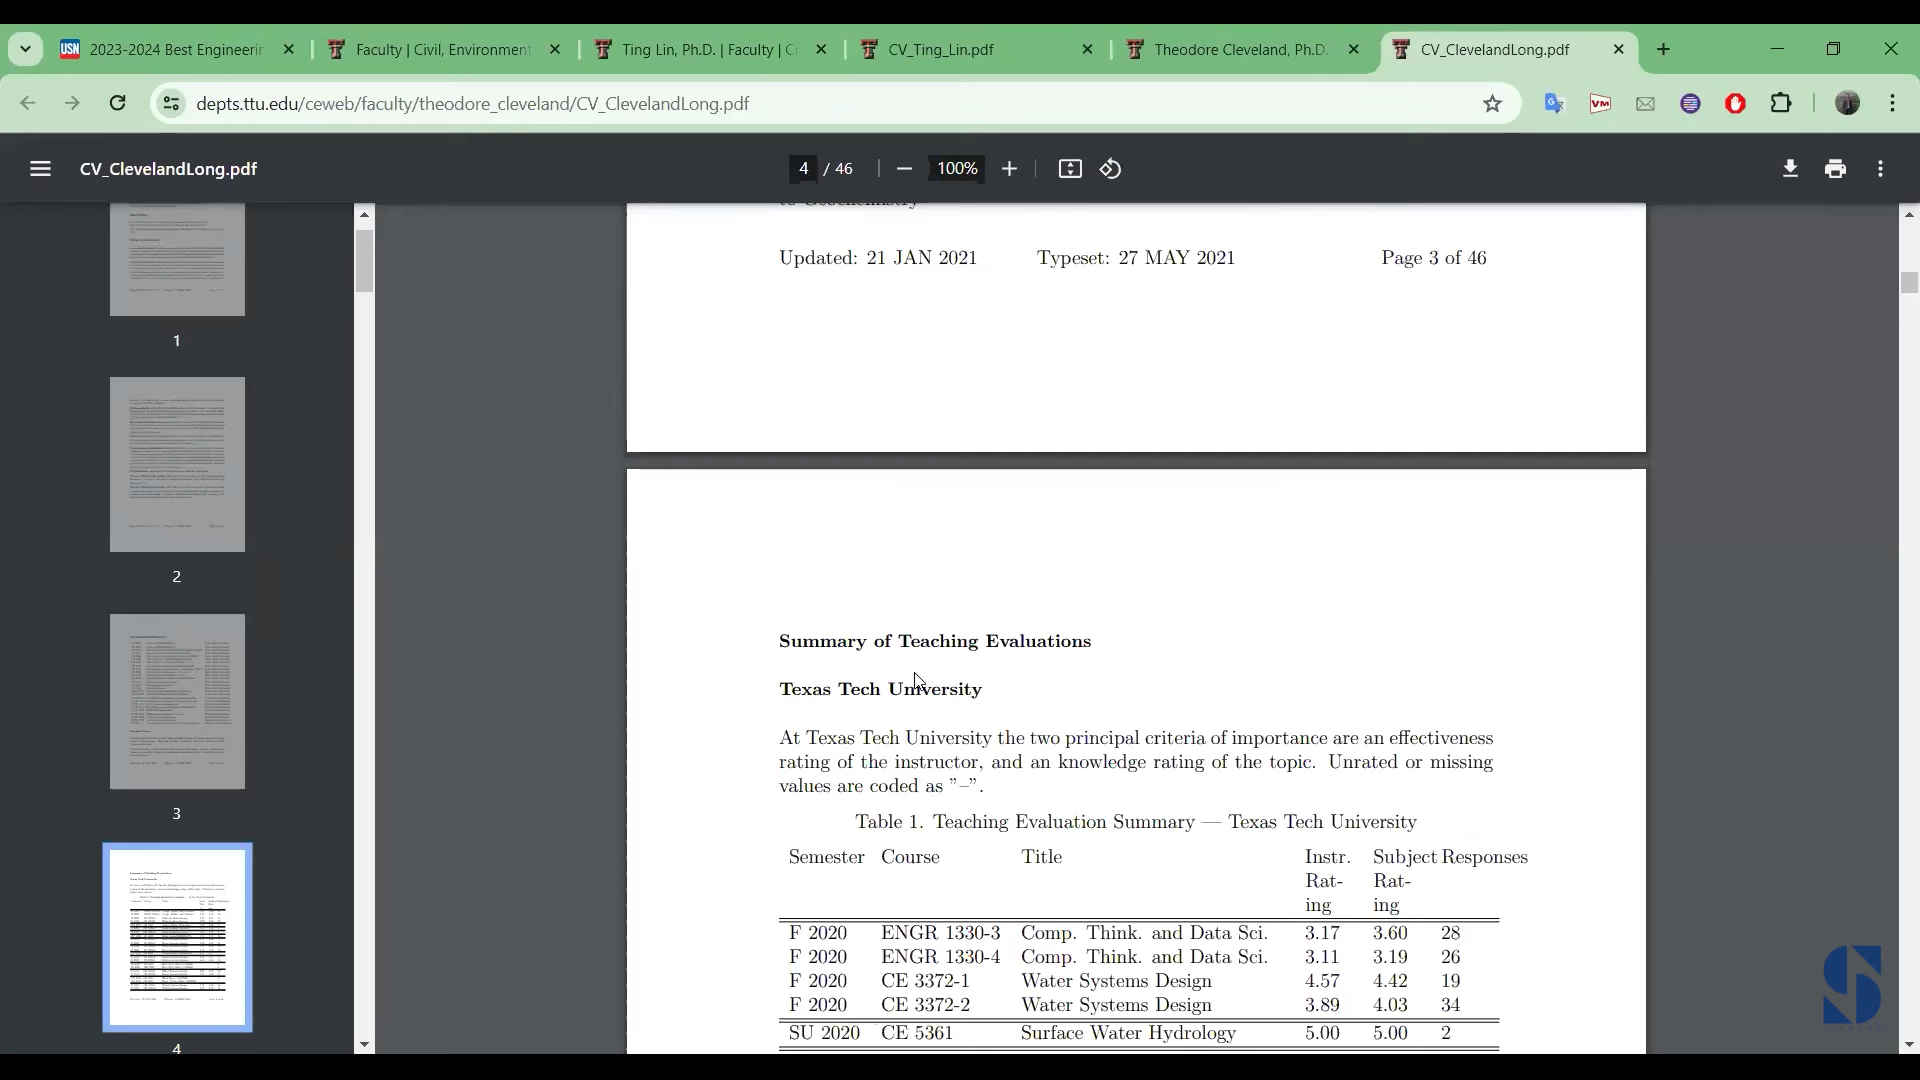 USN 2023-2024 Best Engineerin
Faculty | Civil, Environment
Ting Lin, Ph.D. | Faculty | C
CV_Ting_Lin.pdf
Theodore Cleveland, Ph.D.
CV_ClevelandLong.pdf
depts.ttu.edu/ceweb/faculty/theodore_cleveland/CV_ClevelandLong.pdf
VM
CV_ClevelandLong.pdf
4 / 46
100%
1
2
3
4
to Geochemistry
Updated: 21 JAN 2021 Typeset: 27 MAY 2021 Page 3 of 46
Summary of Teaching Evaluations
Texas Tech University
At Texas Tech University the two principal criteria of importance are an effectiveness
rating of the instructor, and an knowledge rating of the topic. Unrated or missing
values are coded as ”–”.
Table 1. Teaching Evaluation Summary — Texas Tech University
Semester Course Title Instr. Subject Responses
Rat- Rat-
ing ing
F 2020 ENGR 1330-3 Comp. Think. and Data Sci. 3.17 3.60 28
F 2020 ENGR 1330-4 Comp. Think. and Data Sci. 3.11 3.19 26
F 2020 CE 3372-1 Water Systems Design 4.57 4.42 19
F 2020 CE 3372-2 Water Systems Design 3.89 4.03 34
SU 2020 CE 5361 Surface Water Hydrology 5.00 5.00 2